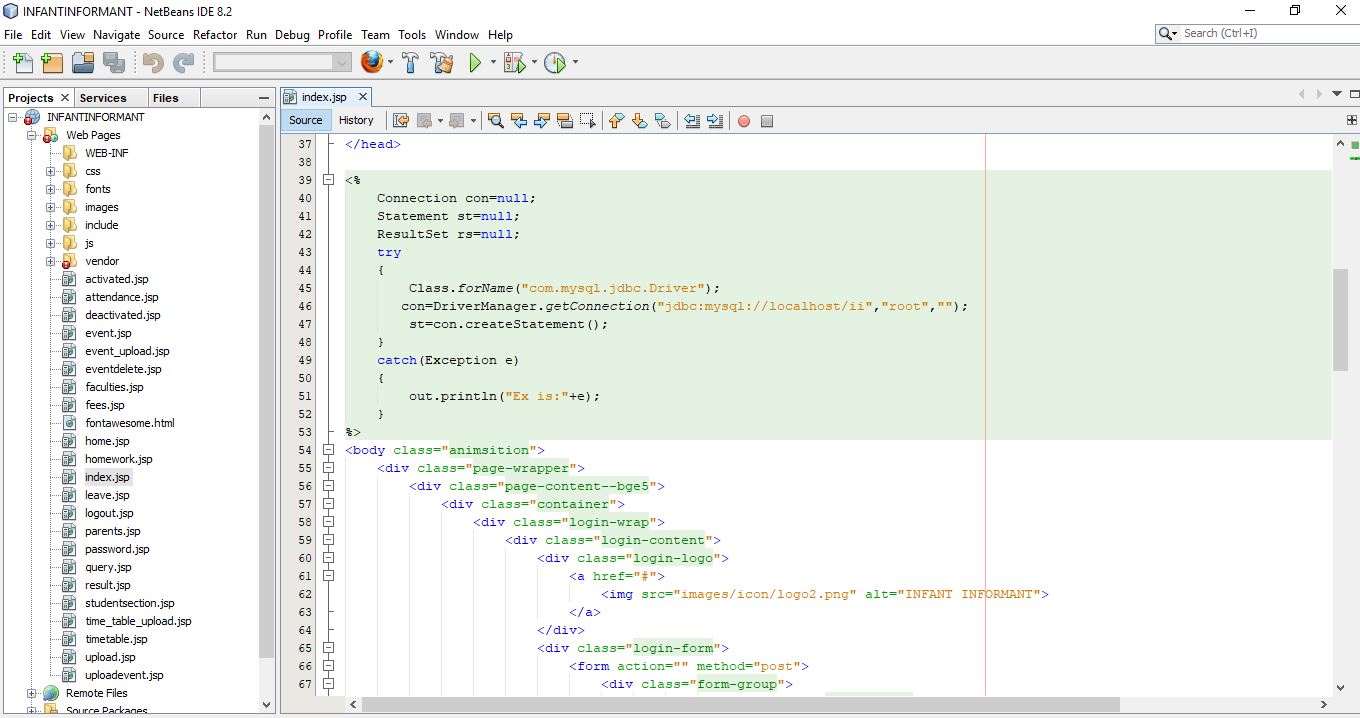 INFANTINFORMANT - NetBeans IDE 8.2
File Edit View Navigate Source Refactor Run Debug Profile Team Tools Window Help
Search (Ctrl+I)
Projects Services Files
index.jsp
Source History
INFANTINFORMANT
Web Pages
WEB-INF
css
fonts
images
include
js
vendor
activated.jsp
attendance.jsp
deactivated.jsp
event.jsp
event_upload.jsp
eventdelete.jsp
faculties.jsp
fees.jsp
fontawesome.html
home.jsp
homework.jsp
index.jsp
leave.jsp
logout.jsp
parents.jsp
password.jsp
query.jsp
result.jsp
studentsection.jsp
time_table_upload.jsp
timetable.jsp
upload.jsp
uploadevent.jsp
Remote Files
Source Packages
37 </head>
38
39 <%
40 Connection con=null;
41 Statement st=null;
42 ResultSet rs=null;
43 try
44 {
45 Class.forName("com.mysql.jdbc.Driver");
46 con=DriverManager.getConnection("jdbc:mysql://localhost/ii","root","");
47 st=con.createStatement();
48 }
49 catch(Exception e)
50 {
51 out.println("Ex is:"+e);
52 }
53 %>
54 <body class="animsition">
55 <div class="page-wrapper">
56 <div class="page-content--bge5">
57 <div class="container">
58 <div class="login-wrap">
59 <div class="login-content">
60 <div class="login-logo">
61 <a href="#">
62 <img src="images/icon/logo2.png" alt="INFANT INFORMANT">
63 </a>
64 </div>
65 <div class="login-form">
66 <form action="" method="post">
67 <div class="form-group">